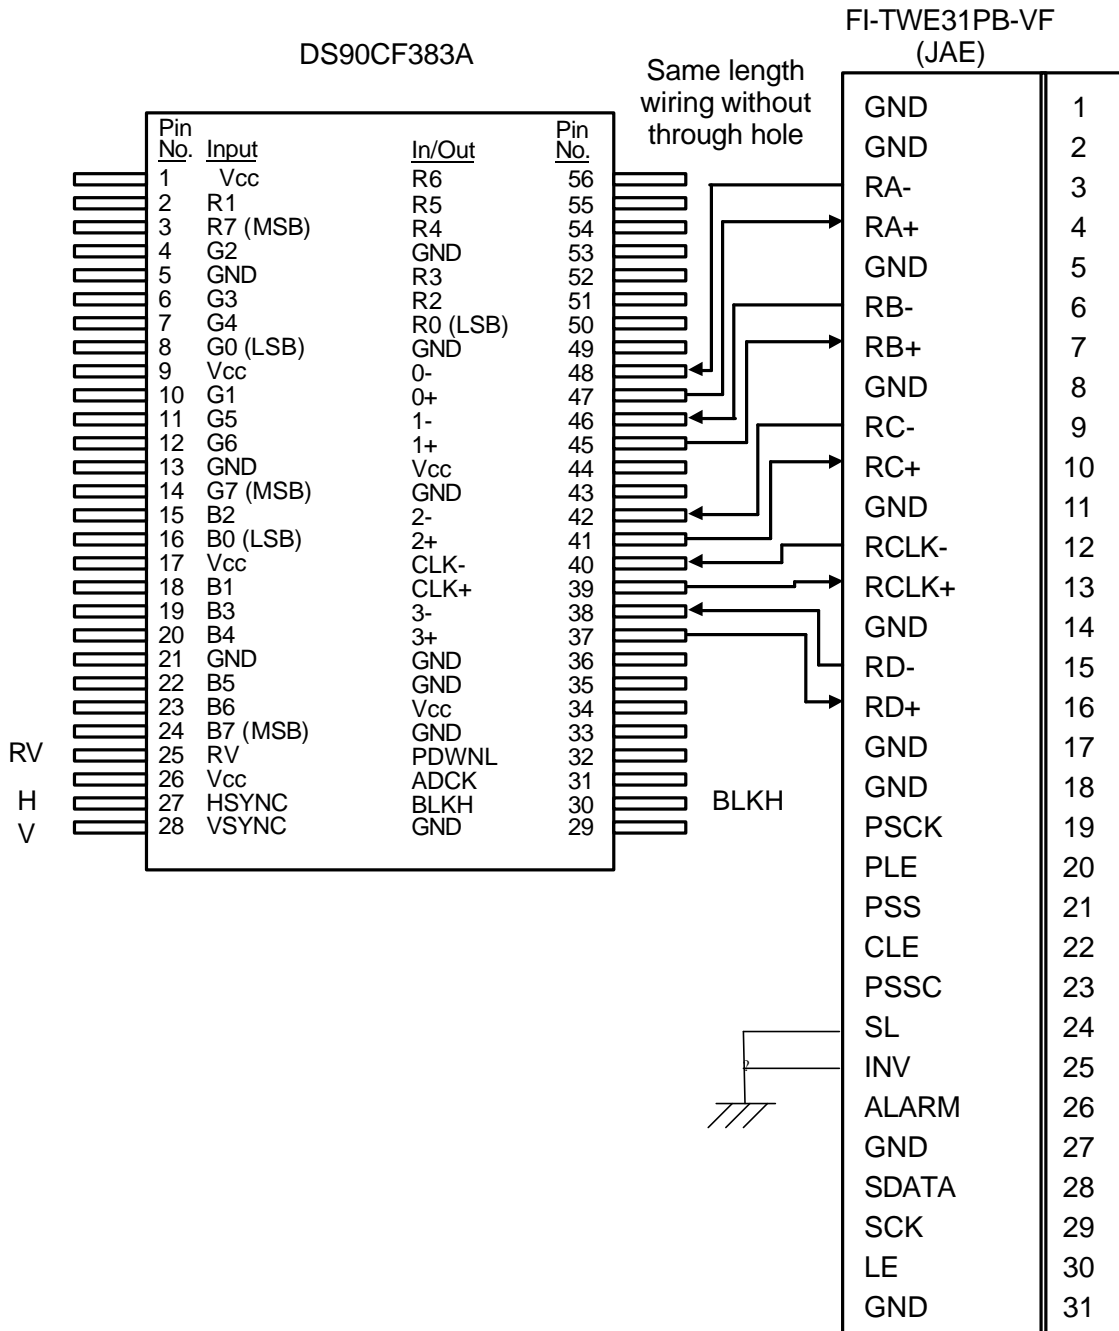 FI-TWE31PB-VF
(JAE)
DS90CF383A
Same length
wiring without
through hole
Pin
No. Input In/Out Pin
No.
1 Vcc R6 56
2 R1 R5 55
3 R7 (MSB) R4 54
4 G2 GND 53
5 GND R3 52
6 G3 R2 51
7 G4 R0 (LSB) 50
8 G0 (LSB) GND 49
9 Vcc 0- 48
10 G1 0+ 47
11 G5 1- 46
12 G6 1+ 45
13 GND Vcc 44
14 G7 (MSB) GND 43
15 B2 2- 42
16 B0 (LSB) 2+ 41
17 Vcc CLK- 40
18 B1 CLK+ 39
19 B3 3- 38
20 B4 3+ 37
21 GND GND 36
22 B5 GND 35
23 B6 Vcc 34
24 B7 (MSB) GND 33
RV 25 RV PDWNL 32
26 Vcc ADCK 31
H 27 HSYNC BLKH 30 BLKH
V 28 VSYNC GND 29
GND 1
GND 2
RA- 3
RA+ 4
GND 5
RB- 6
RB+ 7
GND 8
RC- 9
RC+ 10
GND 11
RCLK- 12
RCLK+ 13
GND 14
RD- 15
RD+ 16
GND 17
GND 18
PSCK 19
PLE 20
PSS 21
CLE 22
PSSC 23
SL 24
? INV 25
ALARM 26
GND 27
SDATA 28
SCK 29
LE 30
GND 31